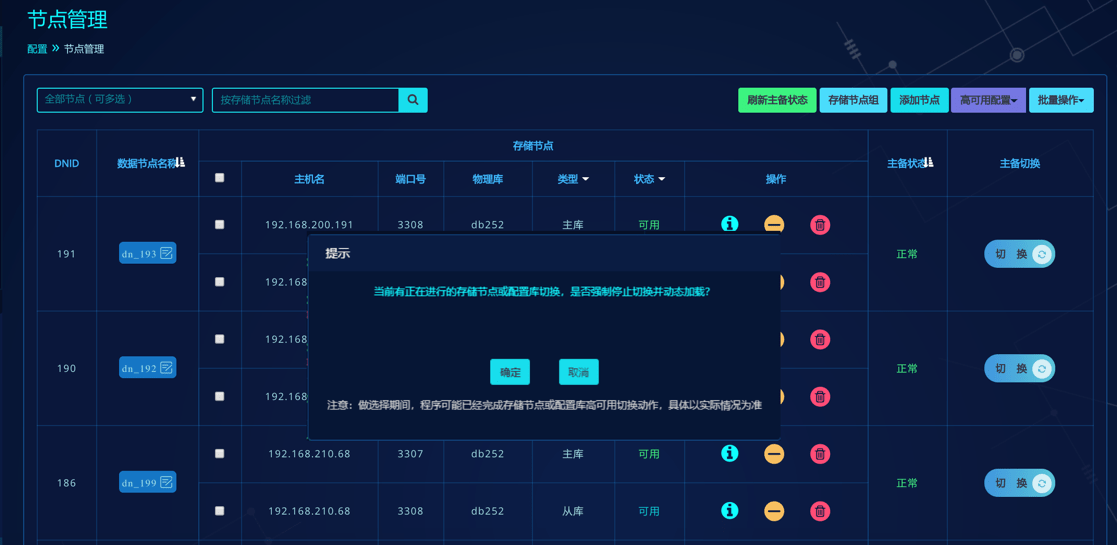 节点管理
配置 » 节点管理
全部节点（可多选） 按存储节点名称过滤 刷新主备状态 存储节点组 添加节点 高可用配置 批量操作
DNID 数据节点名称 存储节点 主备状态 主备切换
主机名 端口号 物理库 类型 状态 操作
192.168.200.191 3308 db252 主库 可用
191 dn_193 正常 切 换
192.168
192.168
190 dn_192 正常 切 换
192.168
提示
当前有正在进行的存储节点或配置库切换，是否强制停止切换并动态加载？
确定 取消
注意：做选择期间，程序可能已经完成存储节点或配置库高可用切换动作，具体以实际情况为准
192.168.210.68 3307 db252 主库 可用
186 dn_199 正常 切 换
192.168.210.68 3308 db252 从库 可用